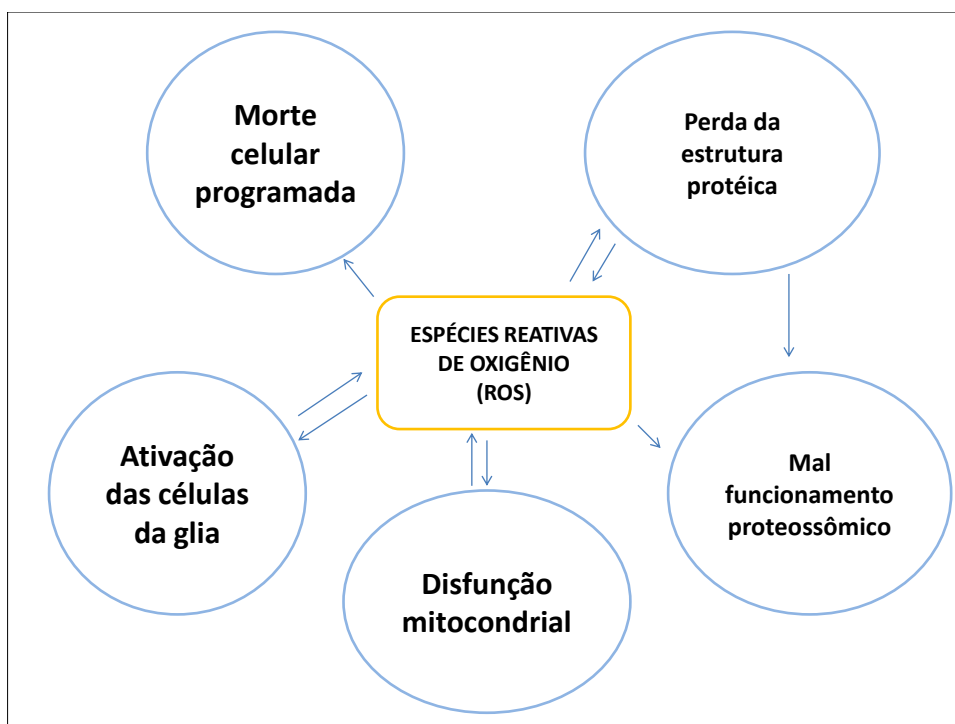 Morte
celular
programada
Perda da
estrutura
protéica
ESPÉCIES REATIVAS
DE OXIGÊNIO
(ROS)
Ativação
das células
da glia
Mal
funcionamento
proteossômico
Disfunção
mitocondrial